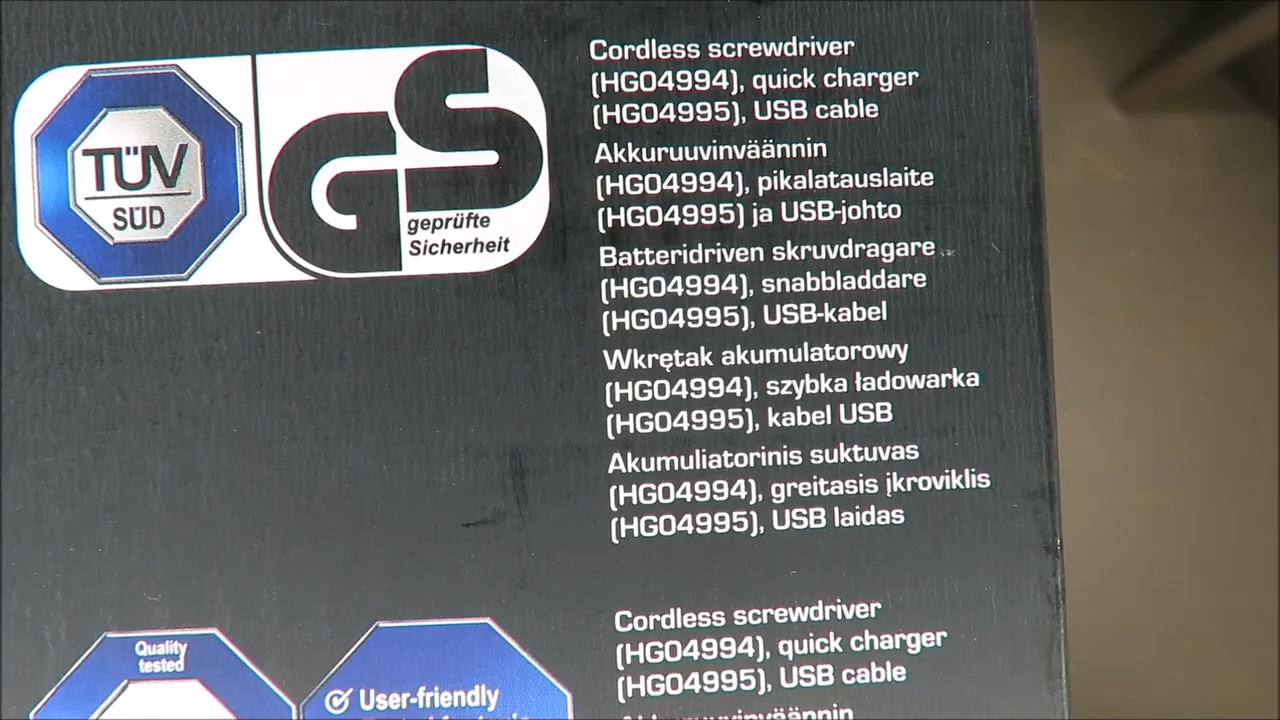 TÜV
SÜD
GS
geprüfte
Sicherheit
Cordless screwdriver
(HG04994), quick charger
(HG04995), USB cable
Akkuruuvinväännin
(HG04994), pikalatauslaite
(HG04995) ja USB-johto
Batteridriven skruvdragare
(HG04994), snabbladdare
(HG04995), USB-kabel
Wkrętak akumulatorowy
(HG04994), szybka ładowarka
(HG04995), kabel USB
Akumuliatorinis suktuvas
(HG04994), greitasis įkroviklis
(HG04995), USB laidas
Quality
tested
User-friendly
Cordless screwdriver
(HG04994), quick charger
(HG04995), USB cable
Akkuruuvinväännin